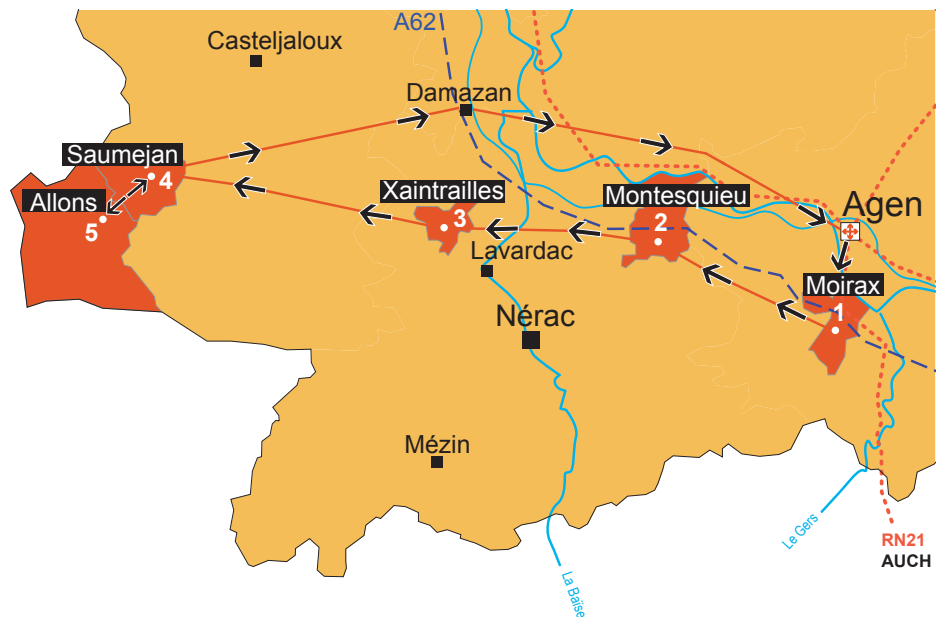 A62
Casteljaloux
Damazan
Saumejan
4
Allons
5
Xaintrailles
3
Montesquieu
2
Agen
Lavardac
Moirax
1
Nérac
Mézin
Le Gers
RN21
AUCH
La Baïse